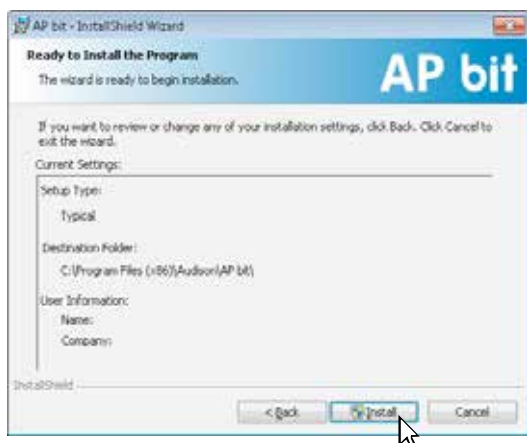 AP bit - InstallShield Wizard
Ready to Install the Program
The wizard is ready to begin installation.
AP bit
If you want to review or change any of your installation settings, click Back. Click Cancel to
exit the wizard.
Current Settings:
Setup Type:
Typical
Destination Folder:
C:\Program Files (x86)\Audison\AP bit\
User Information:
Name:
Company:
InstallShield
< Back
Install
Cancel